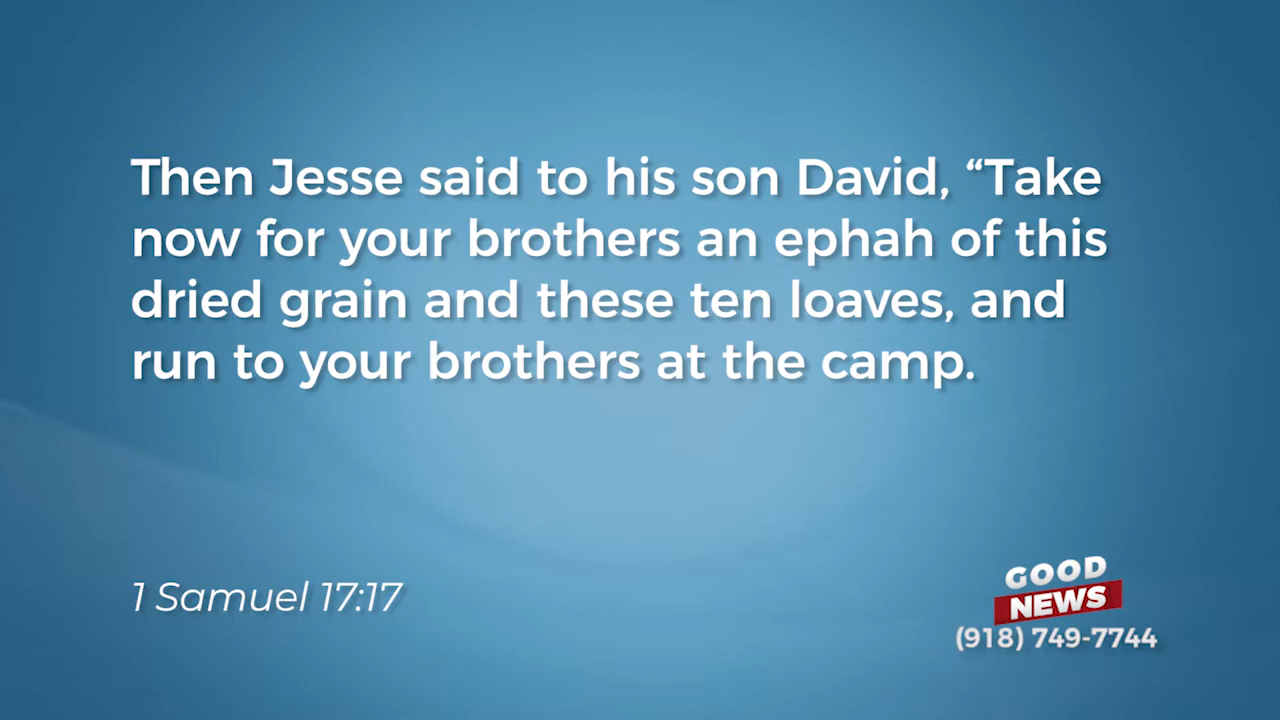 Then Jesse said to his son David, “Take
now for your brothers an ephah of this
dried grain and these ten loaves, and
run to your brothers at the camp.
1 Samuel 17:17
GOOD
NEWS
(918) 749-7744